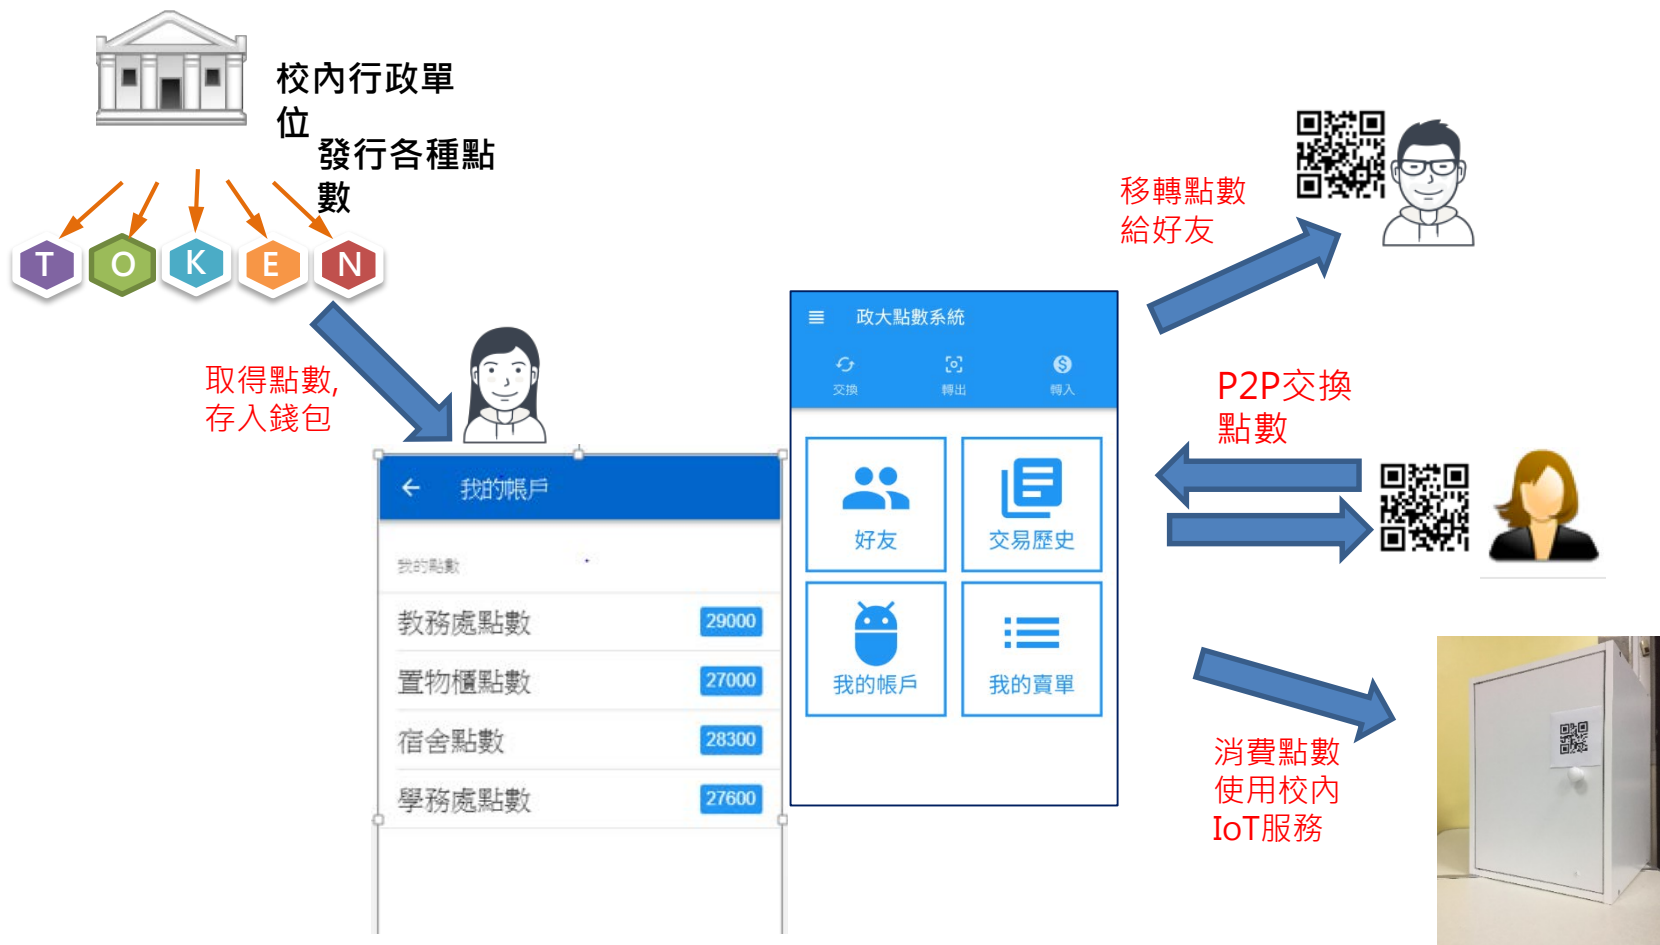 校內行政單
位
發行各種點
數
T O K E N
取得點數,
存入錢包
我的帳戶
我的點數
教務處點數 29000
置物櫃點數 27000
宿舍點數 28300
學務處點數 27600
政大點數系統
交換 轉出 轉入
好友 交易歷史
我的帳戶 我的賣單
移轉點數
給好友
P2P交換
點數
消費點數
使用校內
IoT服務